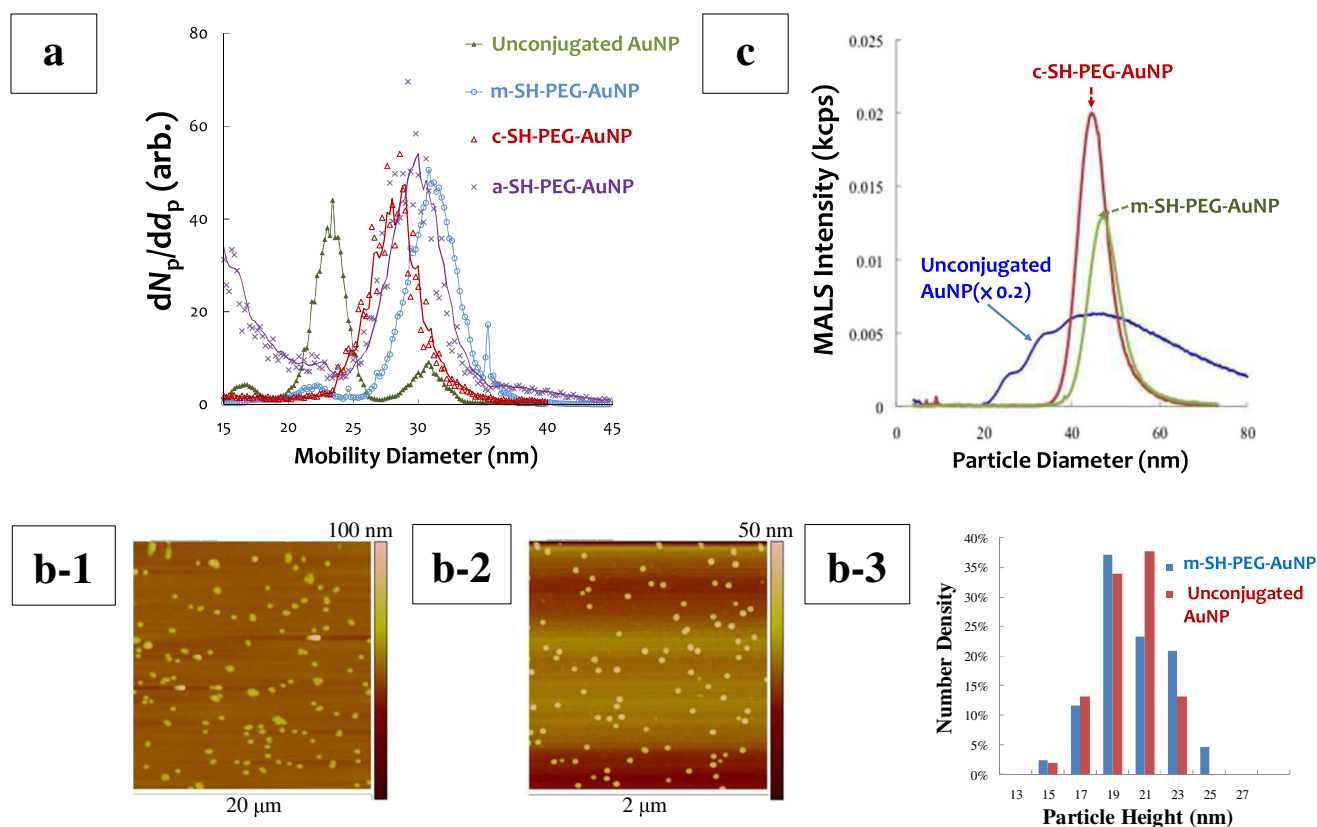 a
80
60
40
20
0
15
20
25
30
35
40
45
dNp/ddp (arb.)
Mobility Diameter (nm)
Unconjugated AuNP
m-SH-PEG-AuNP
c-SH-PEG-AuNP
a-SH-PEG-AuNP
c
0.025
0.02
0.015
0.01
0.005
0
0
20
40
60
80
MALS Intensity (kcps)
Particle Diameter (nm)
c-SH-PEG-AuNP
m-SH-PEG-AuNP
Unconjugated
AuNP(x 0.2)
b-1
100 nm
20 μm
b-2
50 nm
2 μm
b-3
40%
35%
30%
25%
20%
15%
10%
5%
0%
13
15
17
19
21
23
25
27
Number Density
Particle Height (nm)
m-SH-PEG-AuNP
Unconjugated
AuNP